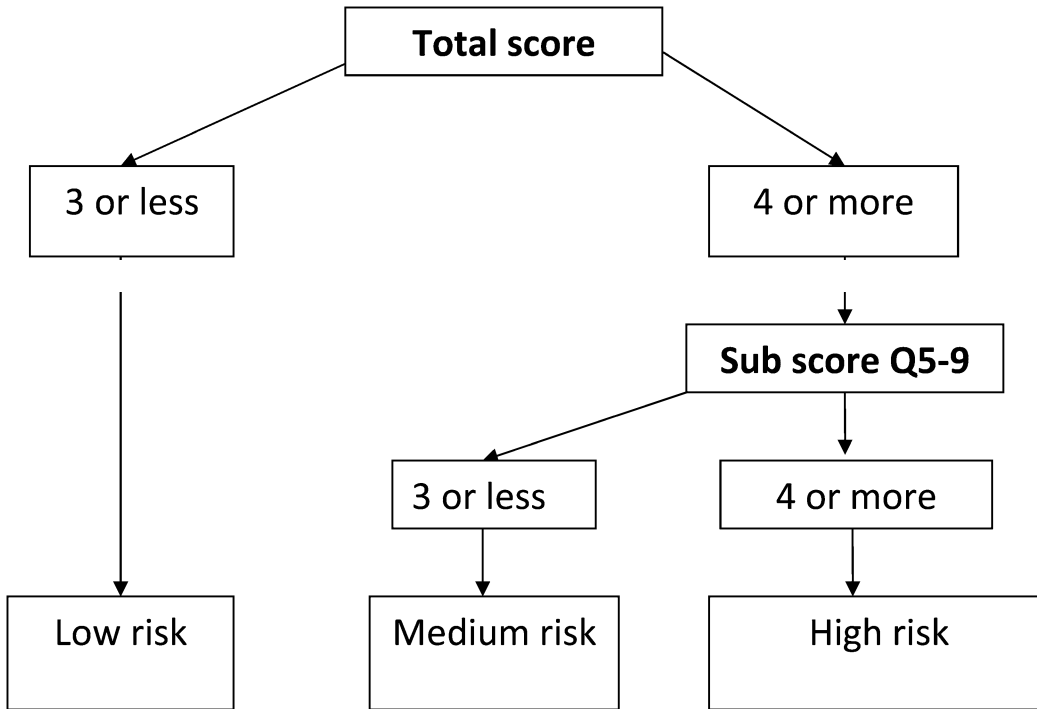 Total score
3 or less
4 or more
Sub score Q5-9
3 or less
4 or more
Low risk
Medium risk
High risk